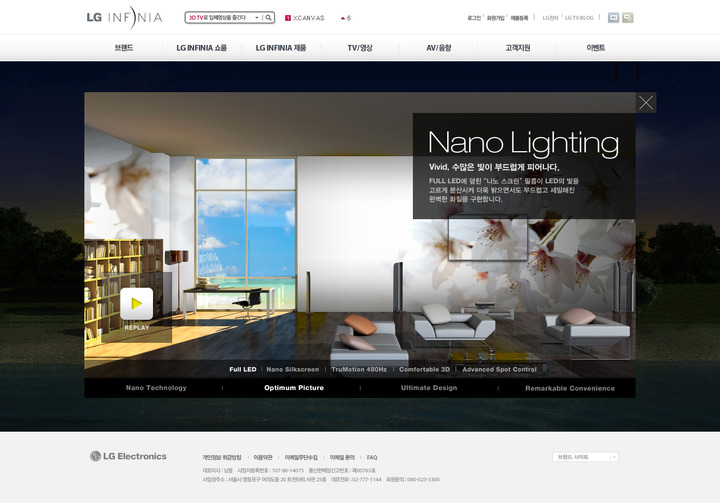 LG INFINIA
3D TV로 입체영상을 즐긴다
1 XCANVAS
6
로그인
회원가입
제품등록
LG전자
LG TV BLOG
브랜드
LG INFINIA 쇼룸
LG INFINIA 제품
TV/영상
AV/음향
고객지원
이벤트
Nano Lighting
Vivid, 수많은 빛이 부드럽게 피어나다.
FULL LED에 덮힌 "나노 스크린" 필름이 LED의 빛을
고르게 분산시켜 더욱 밝으면서도 부드럽고 세밀해진
완벽한 화질을 구현합니다.
REPLAY
Full LED
Nano Silkscreen
TruMotion 480Hz
Comfortable 3D
Advanced Spot Control
Nano Technology
Optimum Picture
Ultimate Design
Remarkable Convenience
LG Electronics
개인정보 취급방침
이용약관
이메일무단수집
이메일 문의
FAQ
브랜드 사이트
대표이사 : 남용 사업자등록번호 : 107-86-14075 통신판매업신고번호 : 제00765호
사업장주소 : 서울시 영등포구 여의도동 20 트윈타워 서관 25층 대표전화 : 02-777-1144 회원문의 : 080-023-3300